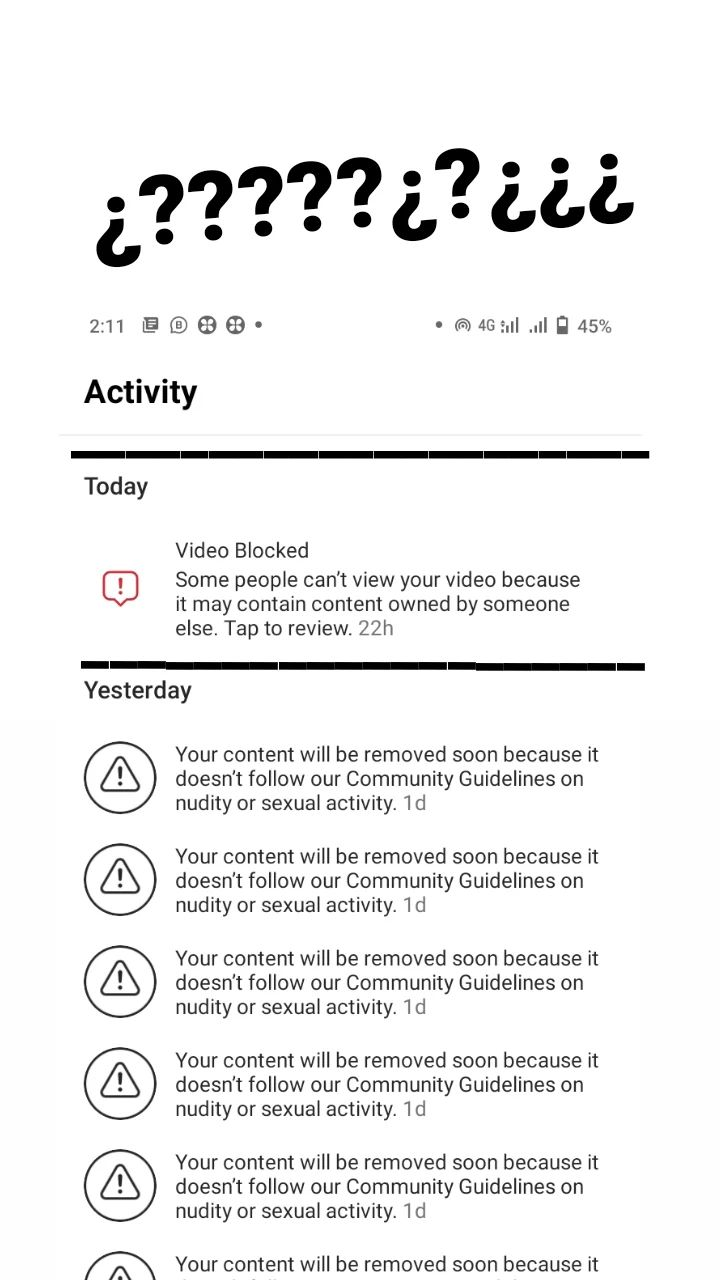 ¿?????¿?¿¿¿
2:11 4G 45%
Activity
Today
Video Blocked
Some people can't view your video because
it may contain content owned by someone
else. Tap to review. 22h
Yesterday
Your content will be removed soon because it
doesn't follow our Community Guidelines on
nudity or sexual activity. 1d
Your content will be removed soon because it
doesn't follow our Community Guidelines on
nudity or sexual activity. 1d
Your content will be removed soon because it
doesn't follow our Community Guidelines on
nudity or sexual activity. 1d
Your content will be removed soon because it
doesn't follow our Community Guidelines on
nudity or sexual activity. 1d
Your content will be removed soon because it
doesn't follow our Community Guidelines on
nudity or sexual activity. 1d
Your content will be removed soon because it